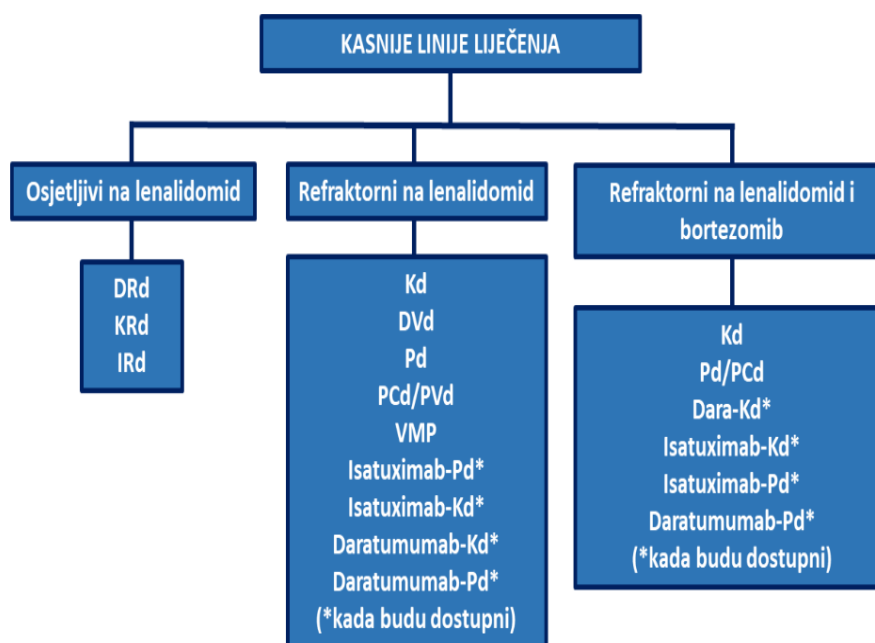 KASNIJE LINIJE LIJEČENJA
Osjetljivi na lenalidomid
DRd
KRd
IRd
Refraktorni na lenalidomid
Kd
DVd
Pd
PCd/PVd
VMP
Isatuximab-Pd*
Isatuximab-Kd*
Daratumumab-Kd*
Daratumumab-Pd*
(*kada budu dostupni)
Refraktorni na lenalidomid i
bortezomib
Kd
Pd/PCd
Dara-Kd*
Isatuximab-Kd*
Isatuximab-Pd*
Daratumumab-Pd*
(*kada budu dostupni)